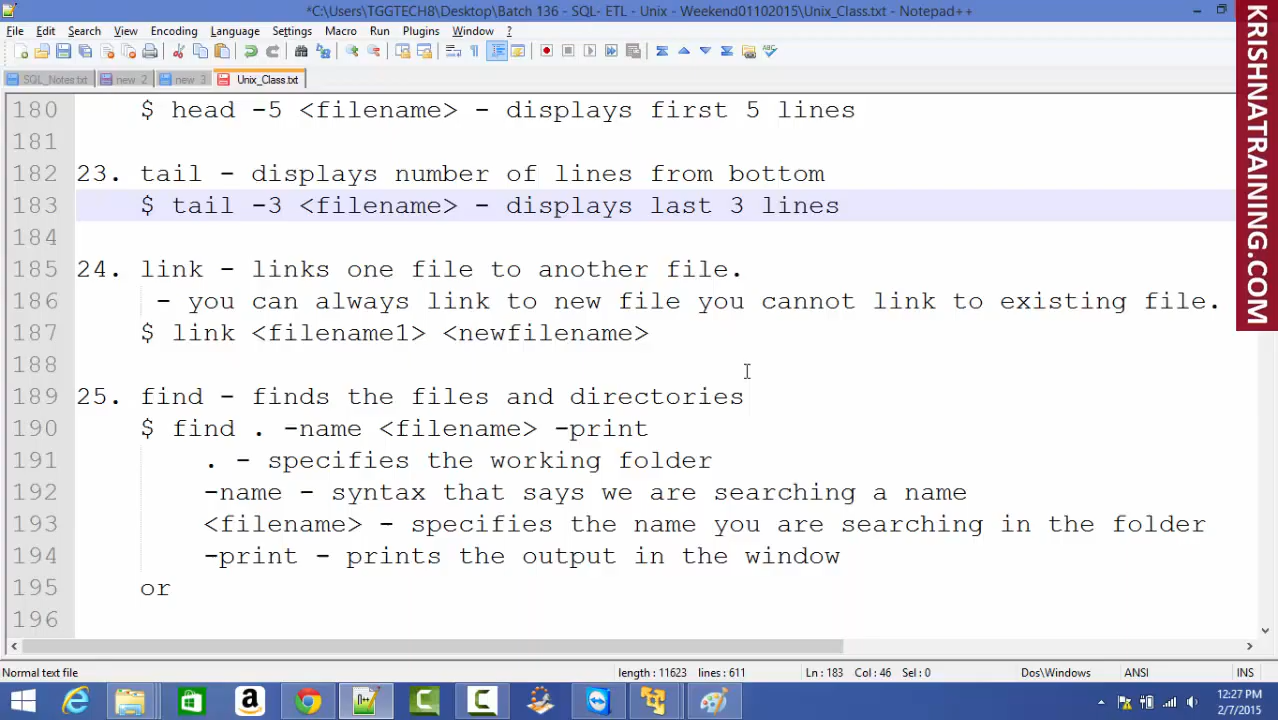 *C:\Users\TGGTECH8\Desktop\Batch 136 - SQL- ETL - Unix - Weekend01102015\Unix_Class.txt - Notepad++
File Edit Search View Encoding Language Settings Macro Run Plugins Window ?
SQL_Notes.txt new 2 new 3 Unix_Class.txt
180 $ head -5 <filename> - displays first 5 lines
181
182 23. tail - displays number of lines from bottom
183 $ tail -3 <filename> - displays last 3 lines
184
185 24. link - links one file to another file.
186 - you can always link to new file you cannot link to existing file.
187 $ link <filename1> <newfilename>
188
189 25. find - finds the files and directories
190 $ find . -name <filename> -print
191 . - specifies the working folder
192 -name - syntax that says we are searching a name
193 <filename> - specifies the name you are searching in the folder
194 -print - prints the output in the window
195 or
196
Normal text file length : 11623 lines : 611 Ln : 183 Col : 46 Sel : 0 Dos\Windows ANSI INS
12:27 PM
2/7/2015
KRISHNATRAINING.COM